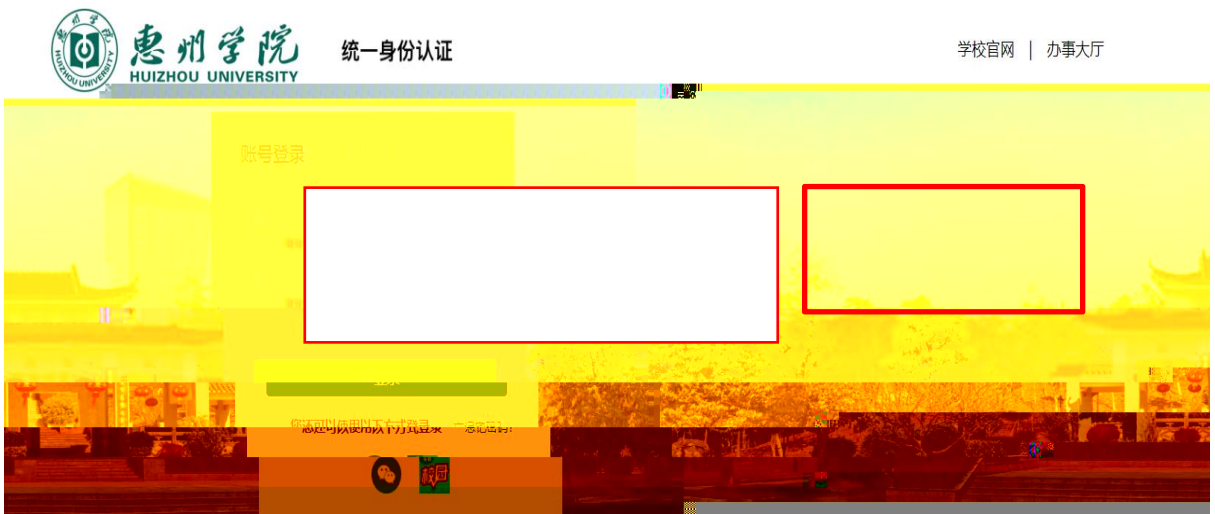 惠州学院 统一身份认证 学校官网 | 办事大厅
HUIZHOU UNIVERSITY
账号登录
登录
您还可以使用以下方式登录 忘记密码?
校园